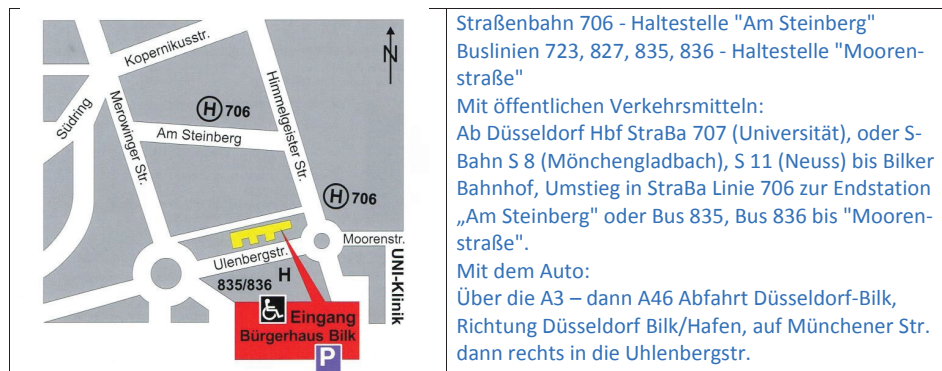 Kopernikusstr.
N
Südring
Merowinger Str.
Himmelgeister Str.
H 706
Am Steinberg
H 706
Moorenstr.
Ulenbergstr.
UNI-Klinik
835/836 H
Eingang
Bürgerhaus Bilk
P
Straßenbahn 706 - Haltestelle "Am Steinberg"
Buslinien 723, 827, 835, 836 - Haltestelle "Mooren-
straße"
Mit öffentlichen Verkehrsmitteln:
Ab Düsseldorf Hbf StraBa 707 (Universität), oder S-
Bahn S 8 (Mönchengladbach), S 11 (Neuss) bis Bilker
Bahnhof, Umstieg in StraBa Linie 706 zur Endstation
„Am Steinberg" oder Bus 835, Bus 836 bis "Mooren-
straße".
Mit dem Auto:
Über die A3 – dann A46 Abfahrt Düsseldorf-Bilk,
Richtung Düsseldorf Bilk/Hafen, auf Münchener Str.
dann rechts in die Uhlenbergstr.